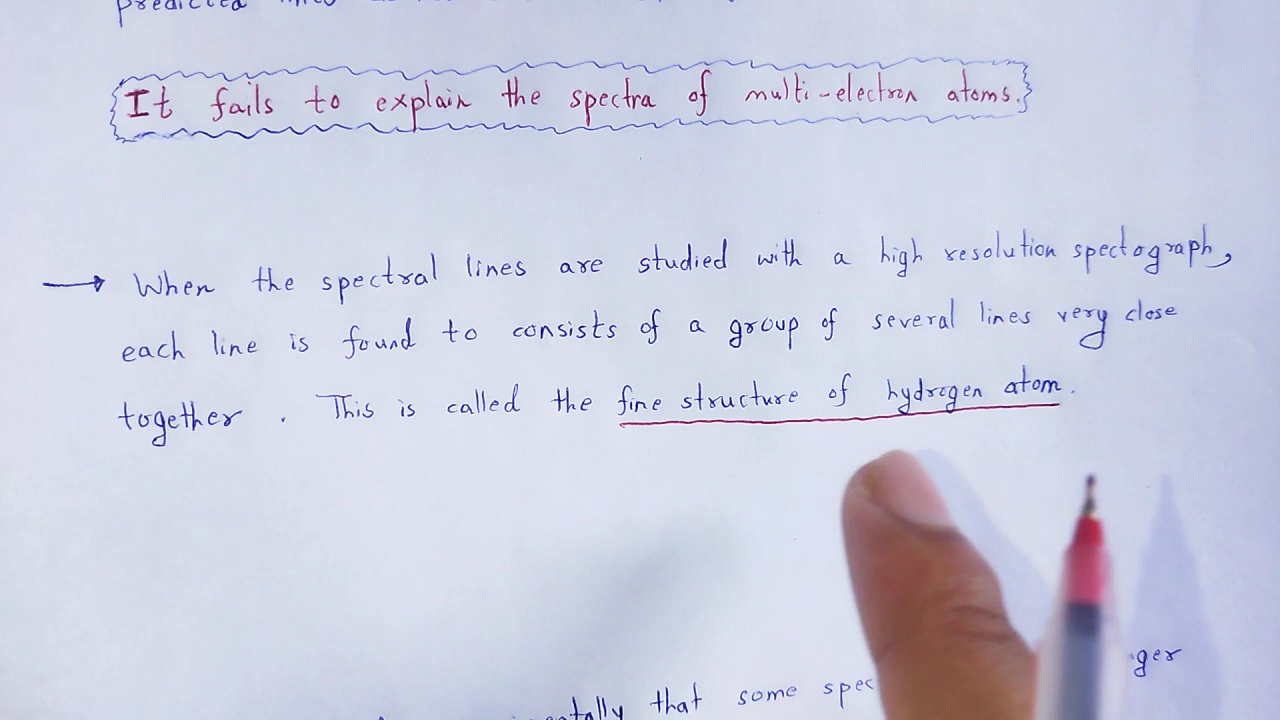 predicted
It fails to explain the spectra of multi-electron atoms.
→ When the spectral lines are studied with a high resolution spectograph,
each line is found to consists of a group of several lines very close
together. This is called the fine structure of hydrogen atom.
ger
that some spec